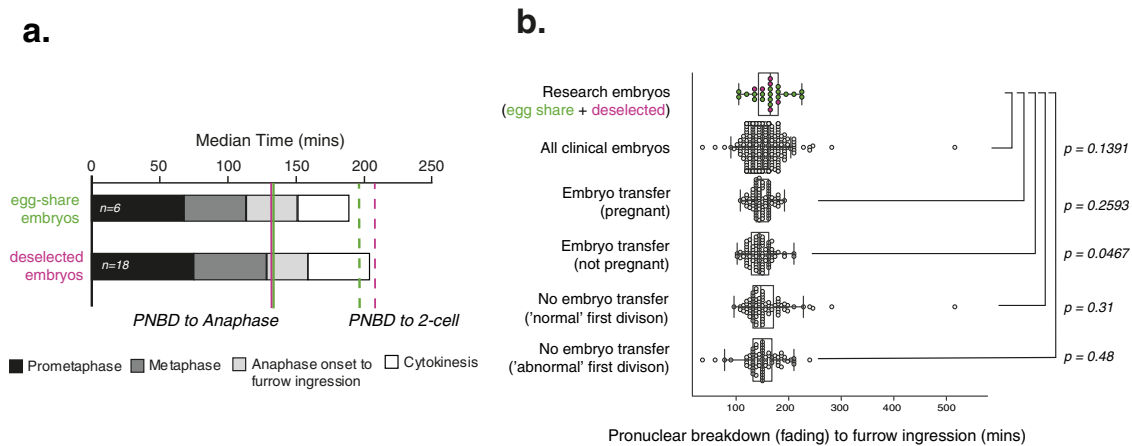 a.
Median Time (mins)
0 50 100 150 200 250
egg-share
embryos
n=6
deselected
embryos
n=18
PNBD to Anaphase PNBD to 2-cell
Prometaphase Metaphase Anaphase onset to
furrow ingression Cytokinesis
b.
Research embryos
(egg share + deselected)
All clinical embryos
Embryo transfer
(pregnant)
Embryo transfer
(not pregnant)
No embryo transfer
('normal' first divison)
No embryo transfer
('abnormal' first divison)
p = 0.1391
p = 0.2593
p = 0.0467
p = 0.31
p = 0.48
100 200 300 400 500
Pronuclear breakdown (fading) to furrow ingression (mins)